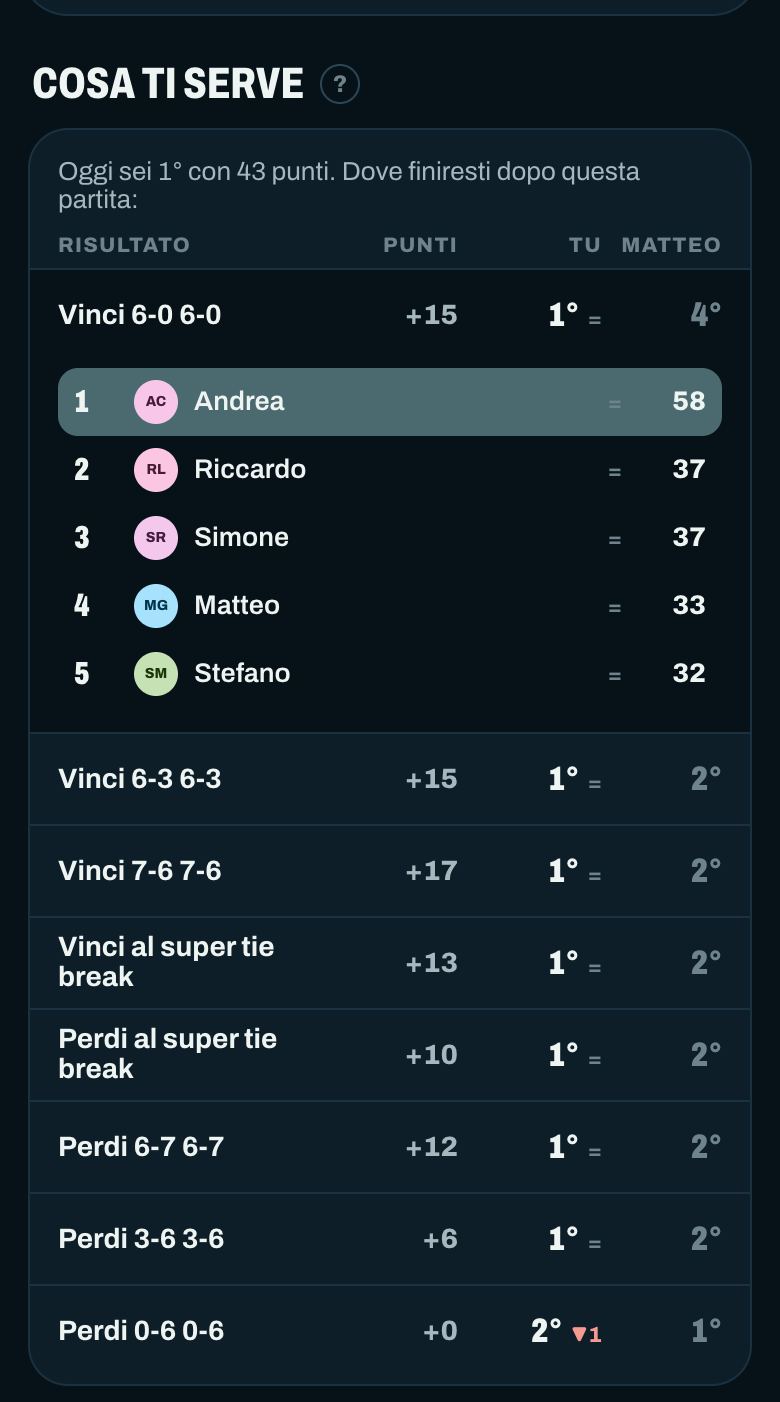 COSA TI SERVE ?
Oggi sei 1° con 43 punti. Dove finiresti dopo questa
partita:
RISULTATO PUNTI TU MATTEO
Vinci 6-0 6-0 +15 1° = 4°
1 AC Andrea = 58
2 RL Riccardo = 37
3 SR Simone = 37
4 MG Matteo = 33
5 SM Stefano = 32
Vinci 6-3 6-3 +15 1° = 2°
Vinci 7-6 7-6 +17 1° = 2°
Vinci al super tie
break +13 1° = 2°
Perdi al super tie
break +10 1° = 2°
Perdi 6-7 6-7 +12 1° = 2°
Perdi 3-6 3-6 +6 1° = 2°
Perdi 0-6 0-6 +0 2° ▼1 1°